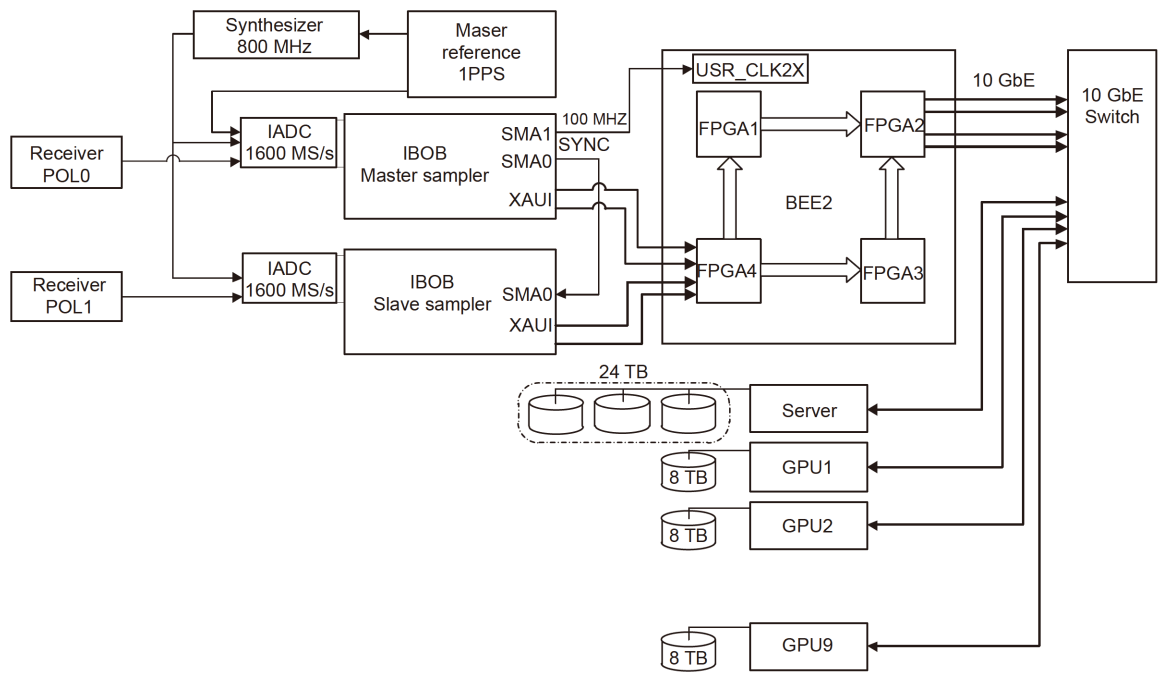 Synthesizer
800 MHz
Maser
reference
1PPS
USR_CLK2X
10 GbE
10 GbE
Switch
Receiver
POL0
IADC
1600 MS/s
IBOB
Master sampler
SMA1
SMA0
XAUI
100 MHZ
SYNC
FPGA1
FPGA2
BEE2
FPGA4
FPGA3
Receiver
POL1
IADC
1600 MS/s
IBOB
Slave sampler
SMA0
XAUI
24 TB
Server
8 TB
GPU1
8 TB
GPU2
8 TB
GPU9